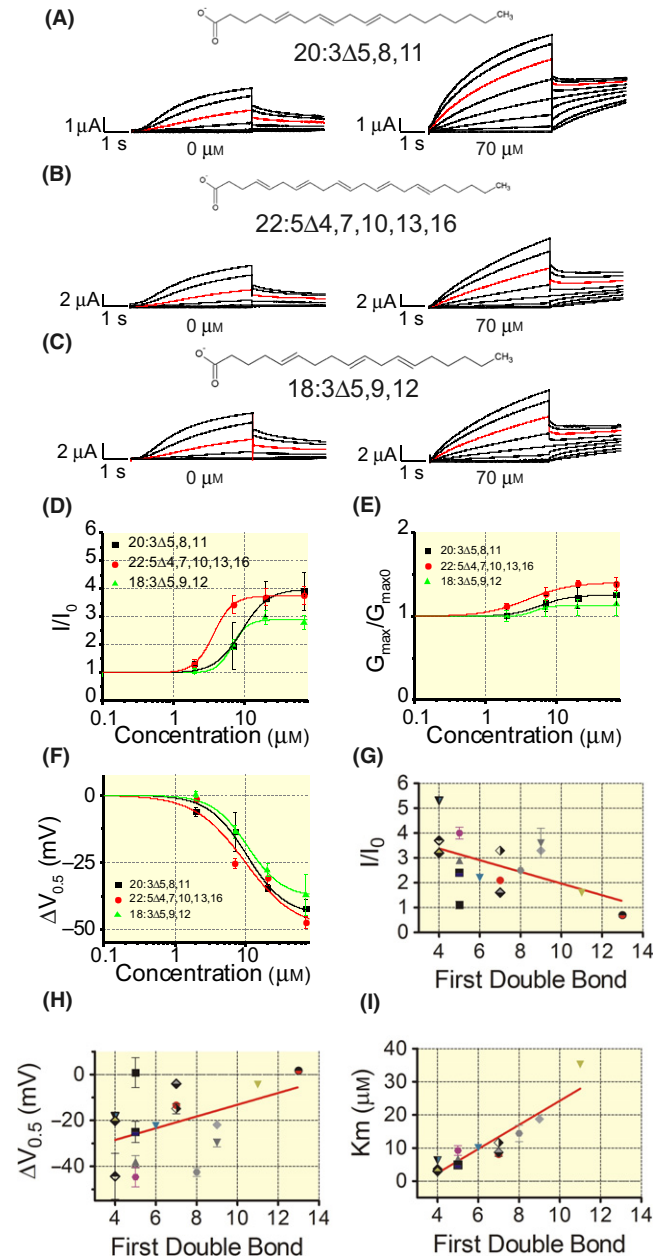 (A)
O-
O
CH3
20:3Δ5,8,11
1 μA
1 s
0 μM
1 μA
1 s
70 μM
(B)
O-
O
CH3
22:5Δ4,7,10,13,16
2 μA
1 s
0 μM
2 μA
1 s
70 μM
(C)
O-
O
CH3
18:3Δ5,9,12
2 μA
1 s
0 μM
2 μA
1 s
70 μM
(D)
I/I0
6
5
4
3
2
1
0
20:3Δ5,8,11
22:5Δ4,7,10,13,16
18:3Δ5,9,12
0.1 1 10 100
Concentration (μM)
(E)
Gmax/Gmax0
2
1
0
20:3Δ5,8,11
22:5Δ4,7,10,13,16
18:3Δ5,9,12
0.1 1 10 100
Concentration (μM)
(F)
ΔV0.5 (mV)
0
–25
–50
20:3Δ5,8,11
22:5Δ4,7,10,13,16
18:3Δ5,9,12
0.1 1 10 100
Concentration (μM)
(G)
I/I0
6
5
4
3
2
1
0
4 6 8 10 12 14
First Double Bond
(H)
ΔV0.5 (mV)
0
–20
–40
4 6 8 10 12 14
First Double Bond
(I)
Km (μM)
40
30
20
10
0
4 6 8 10 12 14
First Double Bond